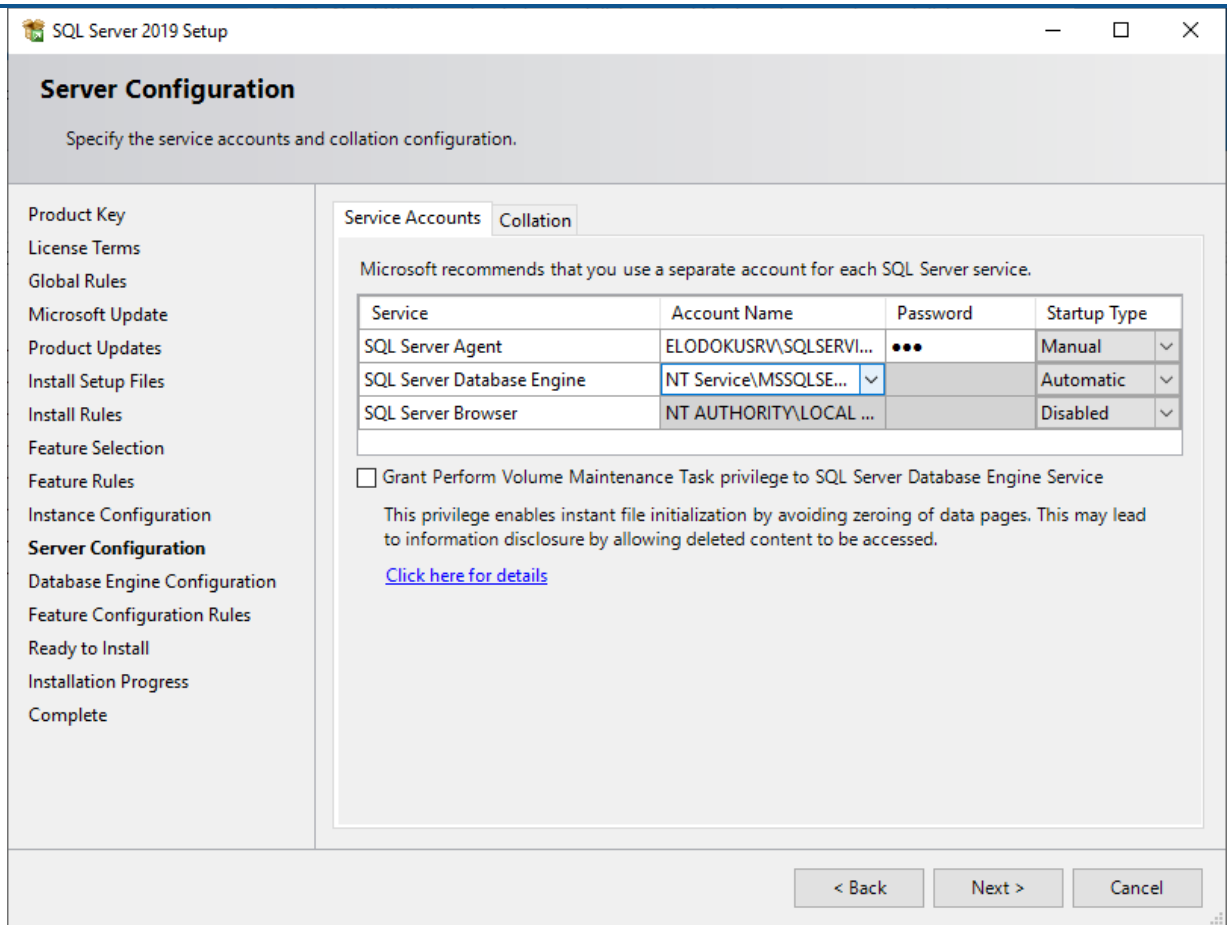 SQL Server 2019 Setup
Server Configuration
Specify the service accounts and collation configuration.
Product Key
License Terms
Global Rules
Microsoft Update
Product Updates
Install Setup Files
Install Rules
Feature Selection
Feature Rules
Instance Configuration
Server Configuration
Database Engine Configuration
Feature Configuration Rules
Ready to Install
Installation Progress
Complete
Service Accounts Collation
Microsoft recommends that you use a separate account for each SQL Server service.
Service Account Name Password Startup Type
SQL Server Agent ELODOKUSRV\SQLSERVI... ●●● Manual
SQL Server Database Engine NT Service\MSSQLSE... Automatic
SQL Server Browser NT AUTHORITY\LOCAL ... Disabled
Grant Perform Volume Maintenance Task privilege to SQL Server Database Engine Service
This privilege enables instant file initialization by avoiding zeroing of data pages. This may lead
to information disclosure by allowing deleted content to be accessed.
Click here for details
< Back Next > Cancel